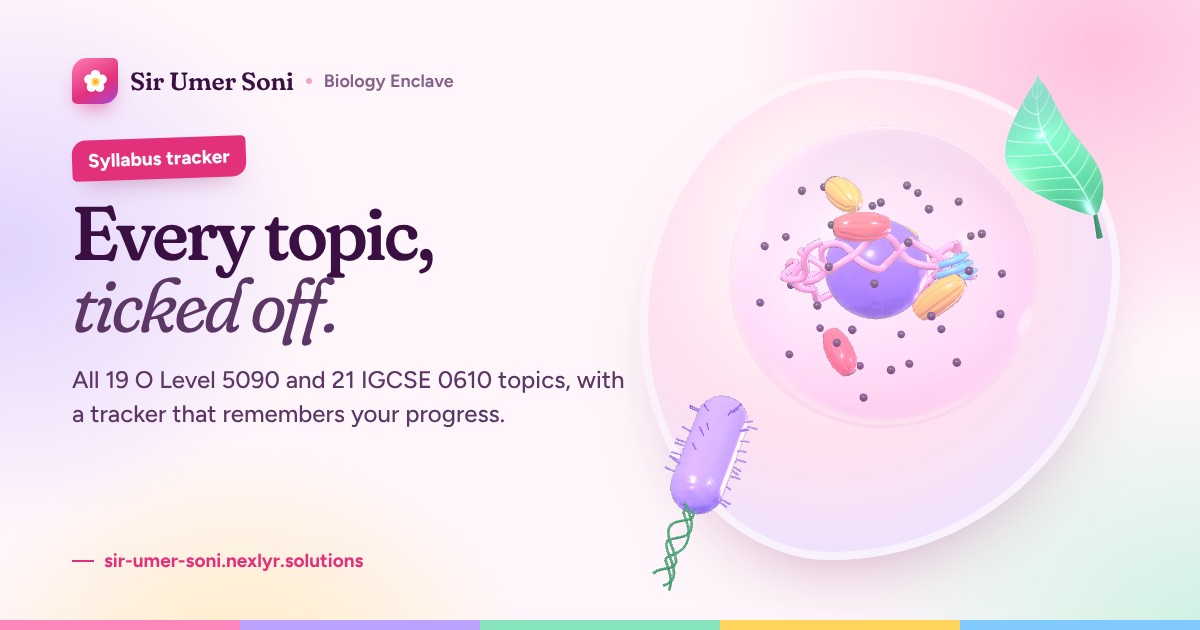 Sir Umer Soni • Biology Enclave
Syllabus tracker
Every topic,
ticked off.
All 19 O Level 5090 and 21 IGCSE 0610 topics, with
a tracker that remembers your progress.
— sir-umer-soni.nexlyr.solutions